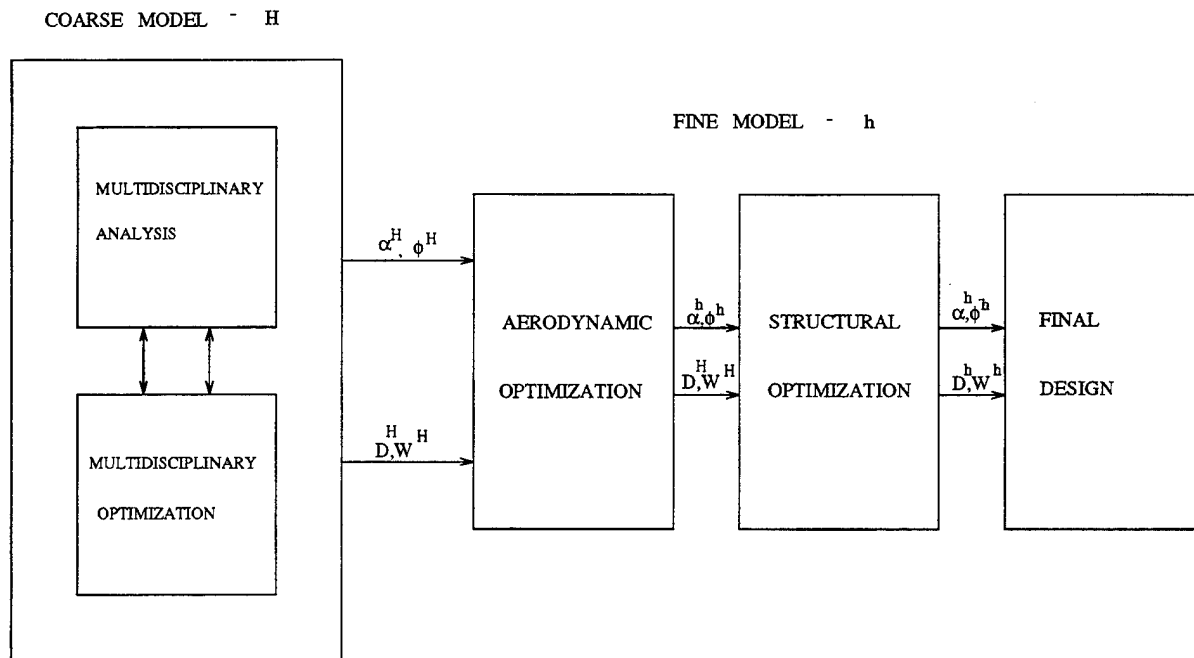 COARSE MODEL - H
FINE MODEL - h
MULTIDISCIPLINARY
ANALYSIS
MULTIDISCIPLINARY
OPTIMIZATION
α^H, φ^H
D,^H W^H
AERODYNAMIC
OPTIMIZATION
α,^h φ^h
D,^H W^H
STRUCTURAL
OPTIMIZATION
α,^h φ^h
D,^h W^h
FINAL
DESIGN